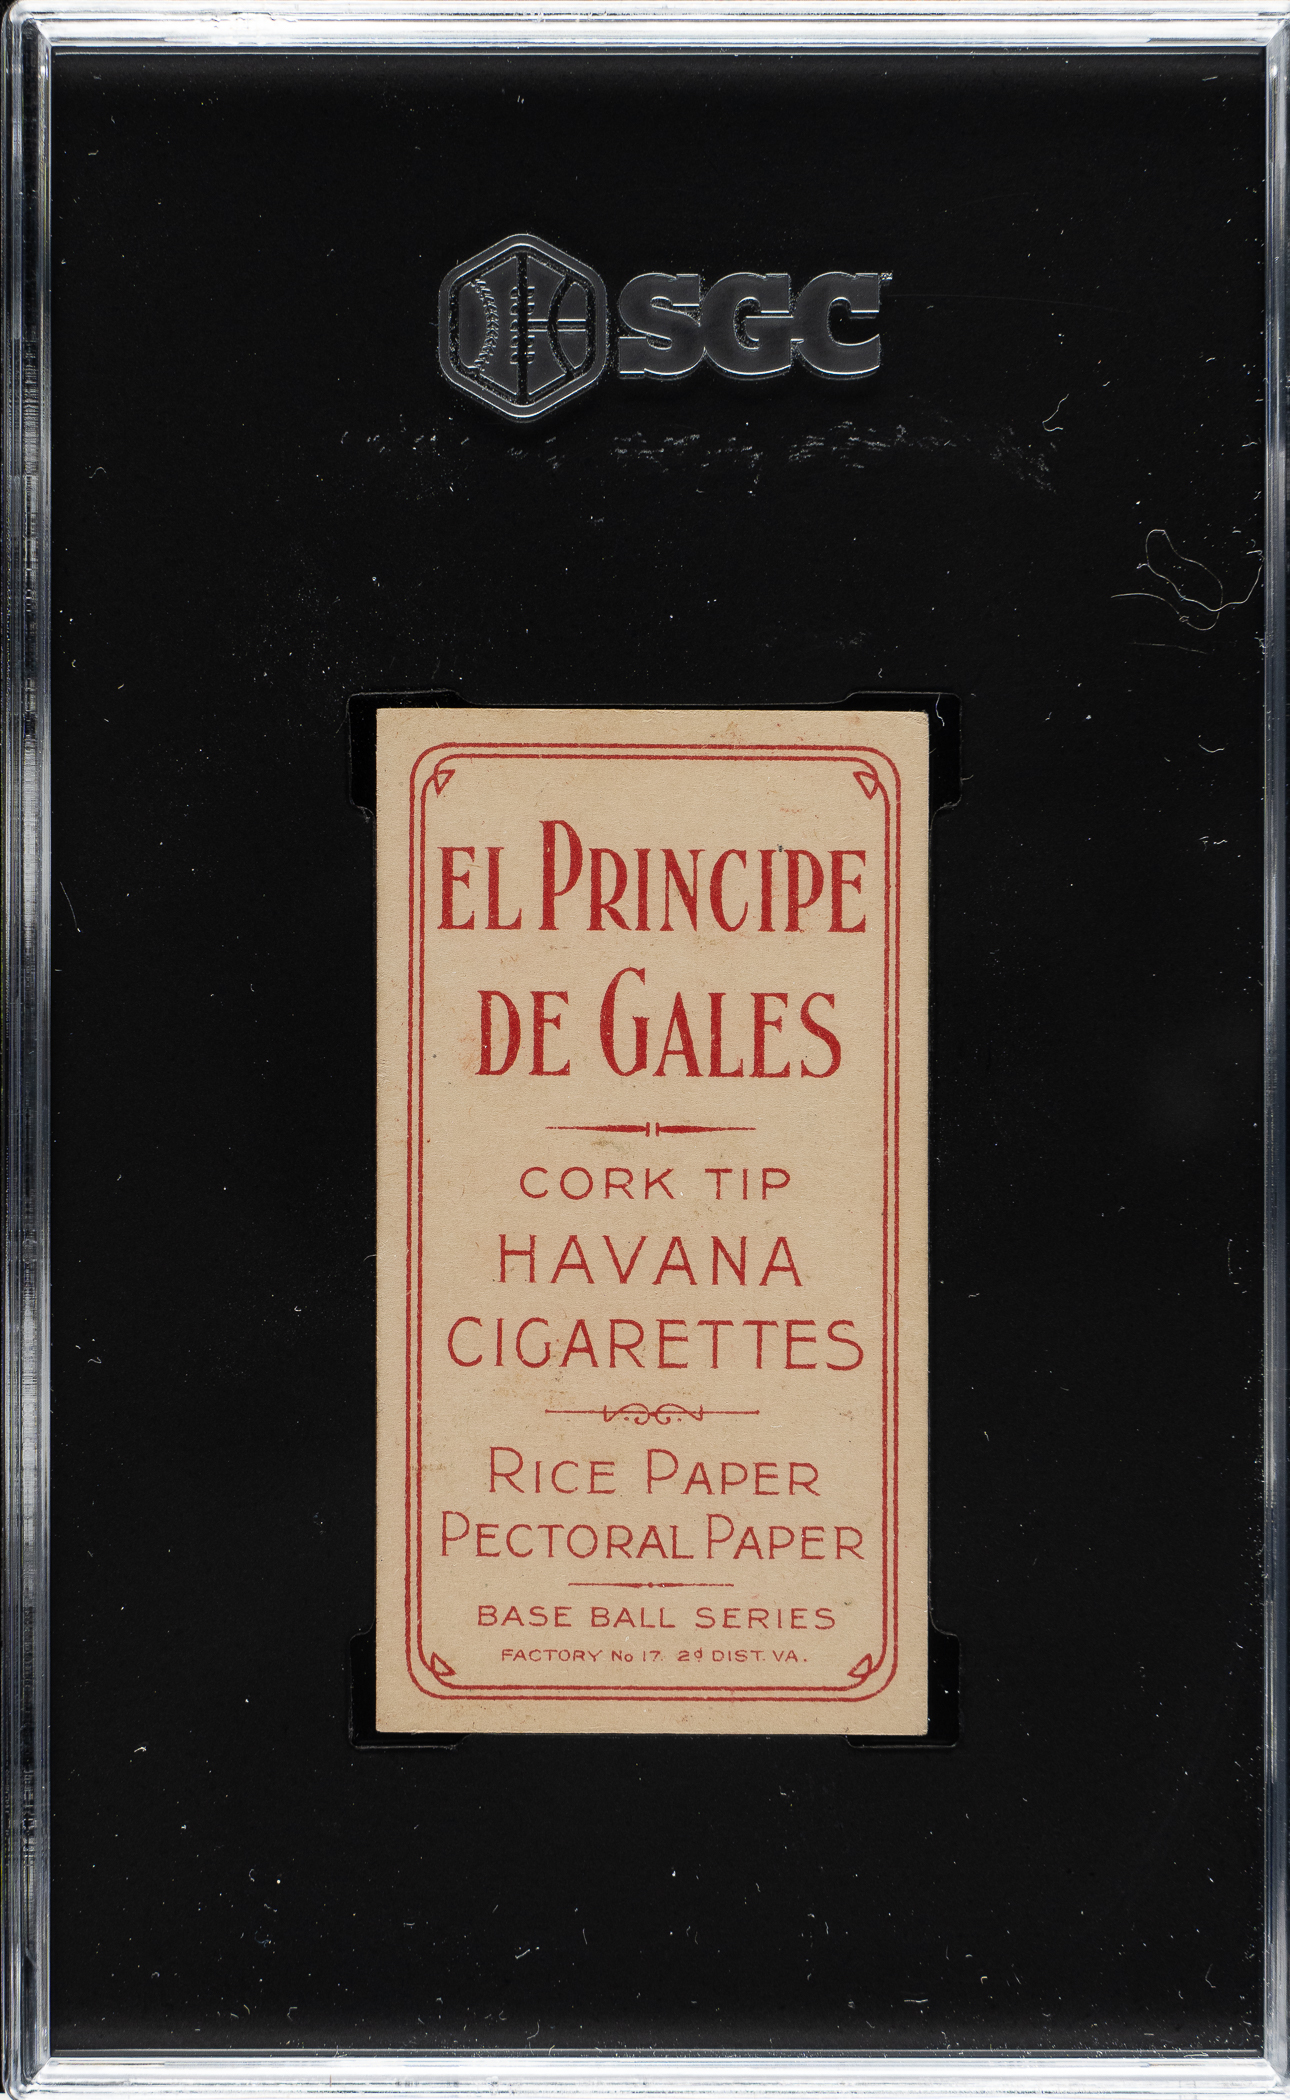 SGC
EL PRINCIPE
DE GALES
CORK TIP
HAVANA
CIGARETTES
RICE PAPER
PECTORAL PAPER
BASE BALL SERIES
FACTORY No 17. 2d DIST. VA.